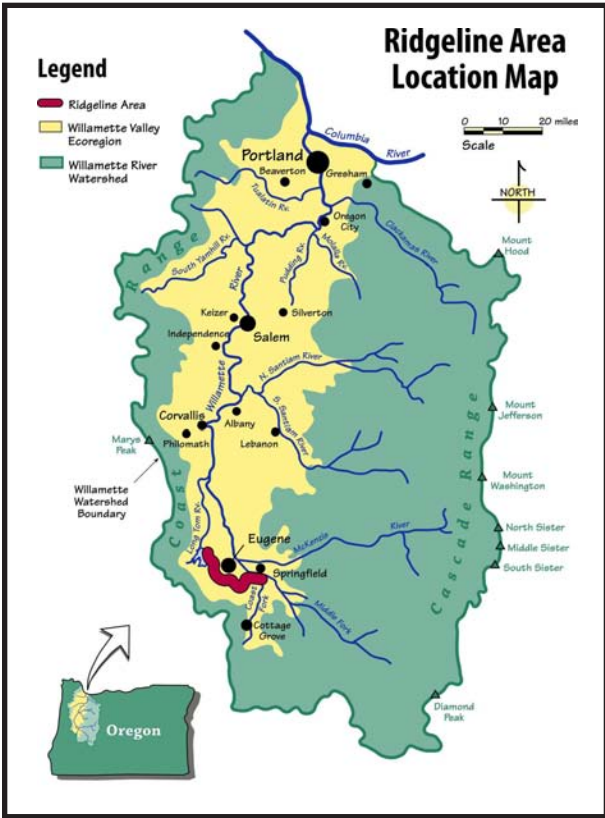 Ridgeline Area
Location Map
Legend
Ridgeline Area
Willamette Valley
Ecoregion
Willamette River
Watershed
0
10
20 miles
Scale
NORTH
Columbia
River
Portland
Beaverton
Gresham
Tualatin Rv.
Oregon
City
Clackamas River
Mount
Hood
Range
South Yamhill Rv.
River
Pudding Rv.
Molalla Rv.
Keizer
Silverton
Salem
Independence
Willamette
N. Santiam River
S. Santiam
River
Corvallis
Albany
Philomath
Lebanon
Mount
Jefferson
Marys
Peak
Willamette
Watershed
Boundary
Coast
Mount
Washington
Cascade Range
North Sister
Middle Sister
South Sister
Long Tom Rv.
Eugene
McKenzie
River
Springfield
Coast
Fork
Middle Fork
Cottage
Grove
Diamond
Peak
Oregon